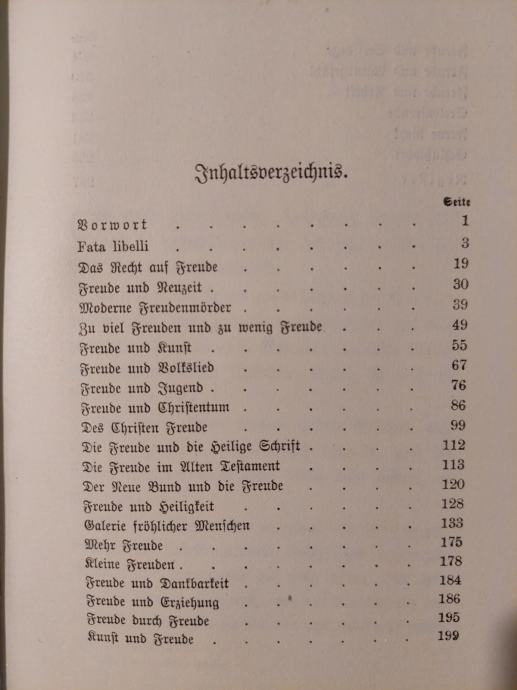 Inhaltsverzeichnis.
Seite
Vorwort . . . . . . . 1
Fata libelli . . . . . . . 3
Das Recht auf Freude . . . . . . 19
Freude und Neuzeit . . . . . . 30
Moderne Freudenmörder . . . . . 39
Zu viel Freuden und zu wenig Freude . . . 49
Freude und Kunst . . . . . . 55
Freude und Volkslied . . . . . 67
Freude und Jugend . . . . . . 76
Freude und Christentum . . . . . 86
Des Christen Freude . . . . . 99
Die Freude und die Heilige Schrift . . . . 112
Die Freude im Alten Testament . . . . 113
Der Neue Bund und die Freude . . . . 120
Freude und Heiligkeit . . . . . 128
Galerie fröhlicher Menschen . . . . . 133
Mehr Freude . . . . . . . 175
Kleine Freuden . . . . . . . 178
Freude und Dankbarkeit . . . . . 184
Freude und Erziehung . . . . . 186
Freude durch Freude . . . . . 195
Kunst und Freude . . . . . . 199